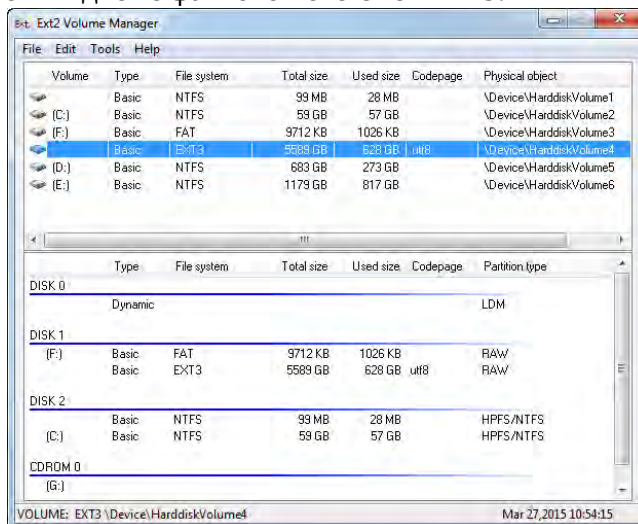 Ext2 Volume Manager
File Edit Tools Help
Volume Type File system Total size Used size Codepage Physical object
Basic NTFS 99 MB 28 MB \Device\HarddiskVolume1
(C:) Basic NTFS 59 GB 57 GB \Device\HarddiskVolume2
(F:) Basic FAT 9712 KB 1026 KB \Device\HarddiskVolume3
Basic EXT3 5589 GB 628 GB utf8 \Device\HarddiskVolume4
(D:) Basic NTFS 683 GB 273 GB \Device\HarddiskVolume5
(E:) Basic NTFS 1179 GB 817 GB \Device\HarddiskVolume6
Type File system Total size Used size Codepage Partition type
DISK 0
Dynamic LDM
DISK 1
(F:) Basic FAT 9712 KB 1026 KB RAW
Basic EXT3 5589 GB 628 GB utf8 RAW
DISK 2
Basic NTFS 99 MB 28 MB HPFS/NTFS
(C:) Basic NTFS 59 GB 57 GB HPFS/NTFS
CDROM 0
(G:)
VOLUME: EXT3 \Device\HarddiskVolume4 Mar 27,2015 10:54:15